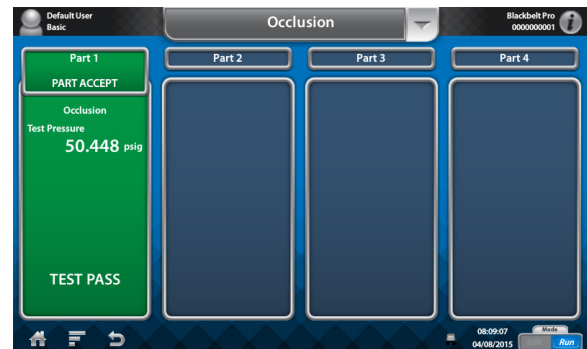 Default User
Basic
Occlusion
Blackbelt Pro
0000000001
i
Part 1
PART ACCEPT
Part 2
Part 3
Part 4
Occlusion
Test Pressure
50.448 psig
TEST PASS
08:09:07
04/08/2015
Mode
Edit Run